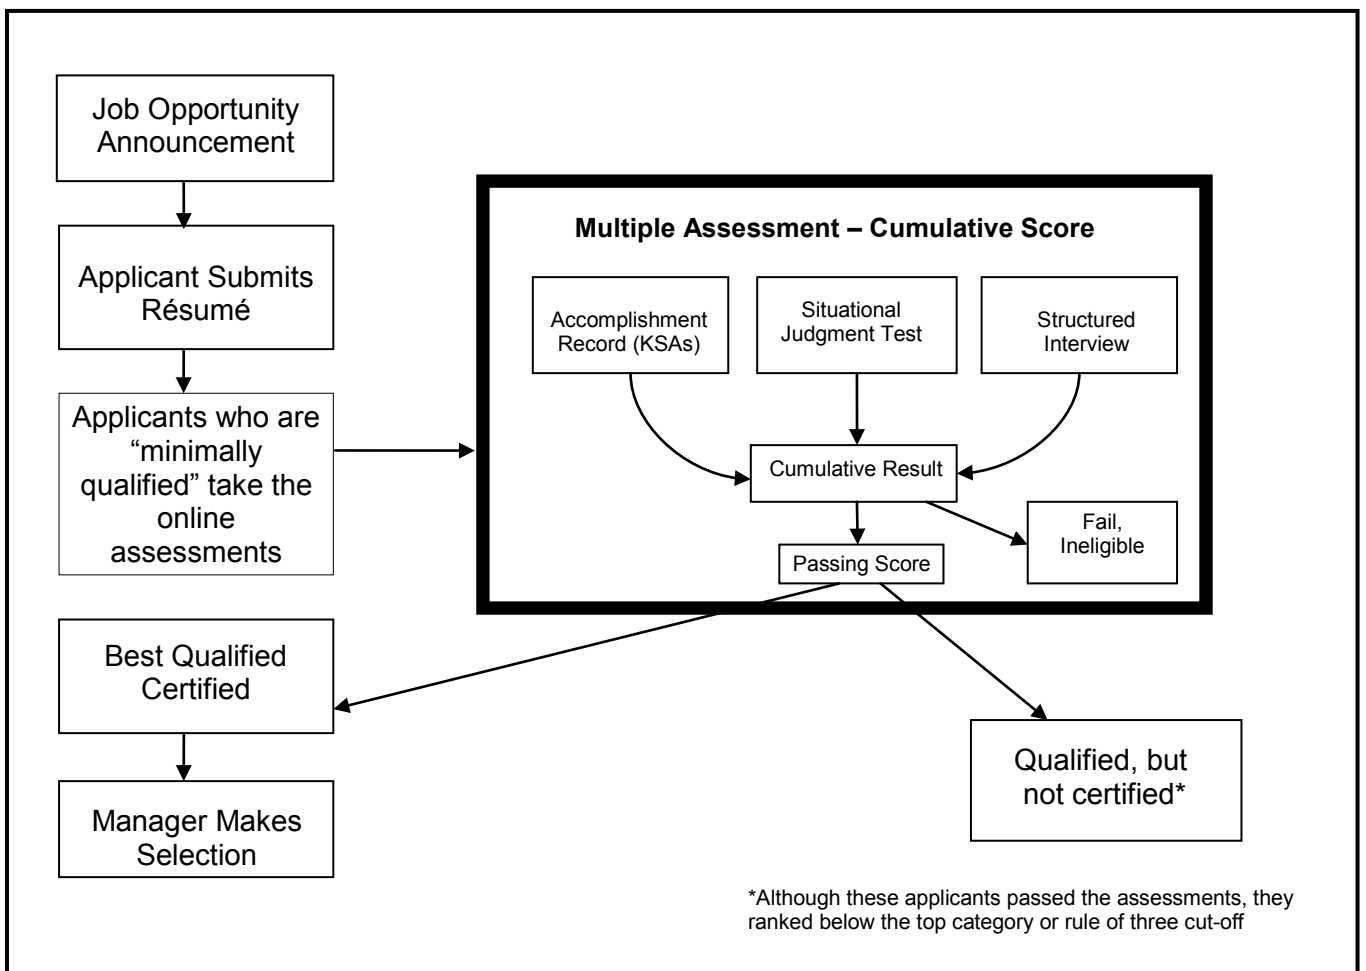 Job Opportunity
Announcement
Applicant Submits
Résumé
Applicants who are
“minimally
qualified” take the
online
assessments
Multiple Assessment – Cumulative Score
Accomplishment
Record (KSAs)
Situational
Judgment Test
Structured
Interview
Cumulative Result
Fail,
Ineligible
Passing Score
Best Qualified
Certified
Manager Makes
Selection
Qualified, but
not certified*
*Although these applicants passed the assessments, they
ranked below the top category or rule of three cut-off